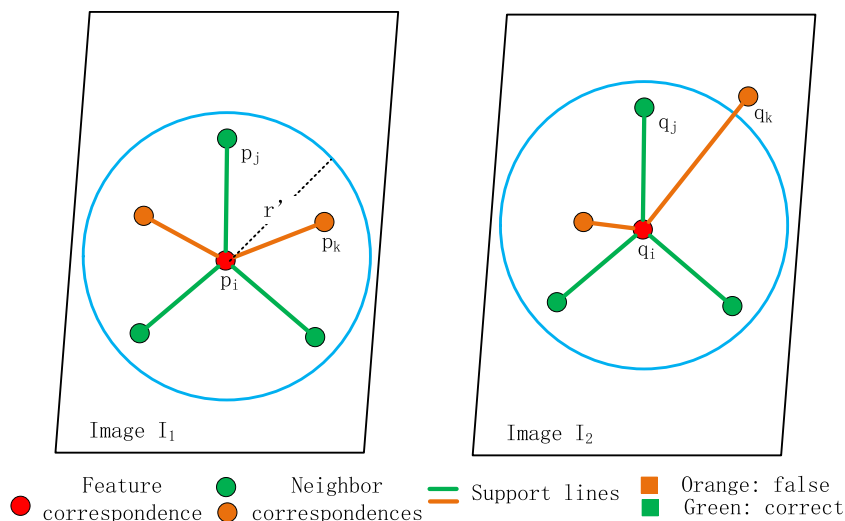 p_j
r'
p_k
p_i
Image I_1
q_j
q_k
q_i
Image I_2
Feature
correspondence
Neighbor
correspondences
Support lines
Orange: false
Green: correct